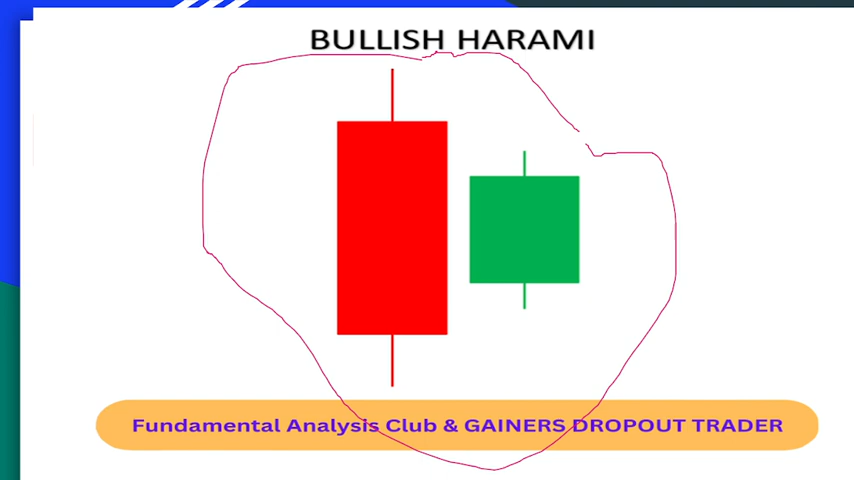 BULLISH HARAMI
Fundamental Analysis Club & GAINERS DROPOUT TRADER